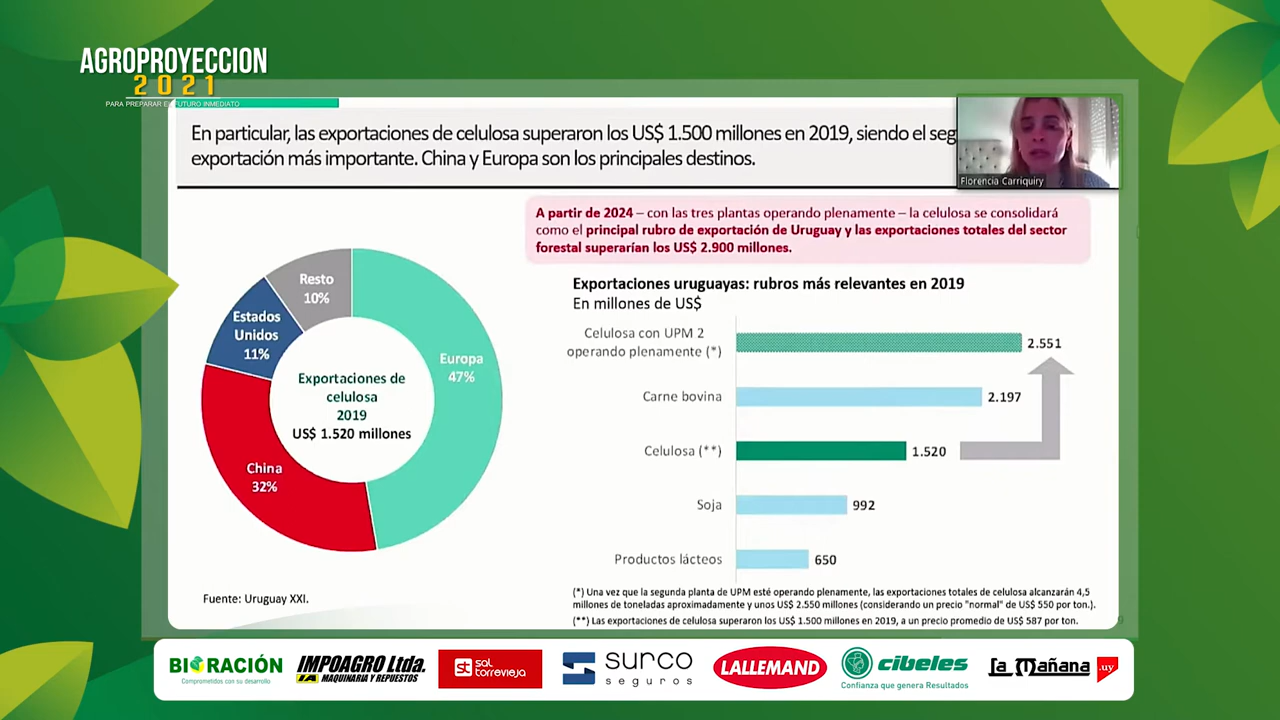 AGROPROYECCION
2021
PARA PREPARAR EL FUTURO INMEDIATO
En particular, las exportaciones de celulosa superaron los US$ 1.500 millones en 2019, siendo el seg
exportación más importante. China y Europa son los principales destinos.
Florencia Carriquiry
A partir de 2024 – con las tres plantas operando plenamente – la celulosa se consolidará
como el principal rubro de exportación de Uruguay y las exportaciones totales del sector
forestal superarían los US$ 2.900 millones.
Resto
10%
Estados
Unidos
11%
Europa
47%
China
32%
Exportaciones de
celulosa
2019
US$ 1.520 millones
Fuente: Uruguay XXI.
Exportaciones uruguayas: rubros más relevantes en 2019
En millones de US$
Celulosa con UPM 2
operando plenamente (*)
2.551
Carne bovina
2.197
Celulosa (**)
1.520
Soja
992
Productos lácteos
650
(*) Una vez que la segunda planta de UPM esté operando plenamente, las exportaciones totales de celulosa alcanzarán 4,5
millones de toneladas aproximadamente y unos US$ 2.550 millones (considerando un precio "normal" de US$ 550 por ton.).
(**) Las exportaciones de celulosa superaron los US$ 1.500 millones en 2019, a un precio promedio de US$ 587 por ton.
BIORACIÓN
Comprometidos con su desarrollo
IMPOAGRO Ltda.
IA MAQUINARIA Y REPUESTOS
st sal torrevieja
surco
seguros
LALLEMAND
cibeles
Confianza que genera Resultados
La Mañana .uy